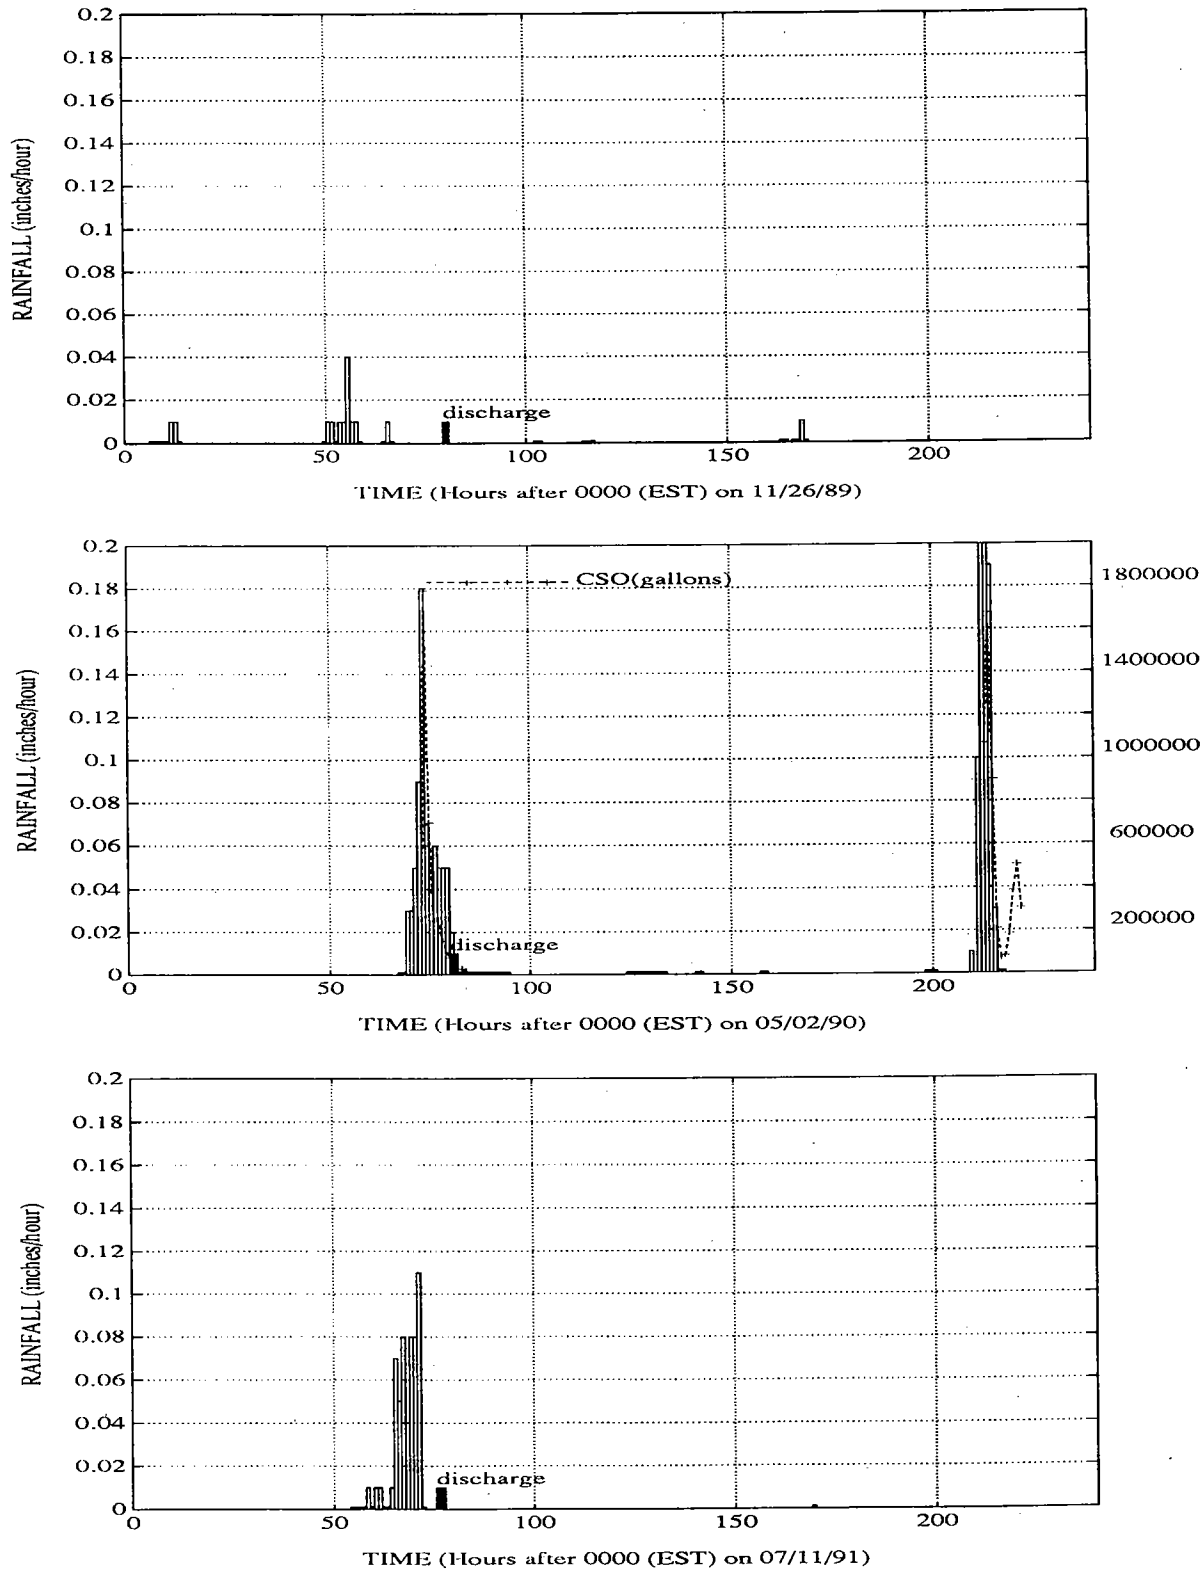 0.2
0.18
0.16
0.14
0.12
0.1
0.08
0.06
0.04
0.02
0
RAINFALL (inches/hour)
discharge
0 50 100 150 200
TIME (Hours after 0000 (EST) on 11/26/89)
0.2
0.18
0.16
0.14
0.12
0.1
0.08
0.06
0.04
0.02
0
RAINFALL (inches/hour)
CSO(gallons)
discharge
1800000
1400000
1000000
600000
200000
0 50 100 150 200
TIME (Hours after 0000 (EST) on 05/02/90)
0.2
0.18
0.16
0.14
0.12
0.1
0.08
0.06
0.04
0.02
0
RAINFALL (inches/hour)
discharge
0 50 100 150 200
TIME (Hours after 0000 (EST) on 07/11/91)